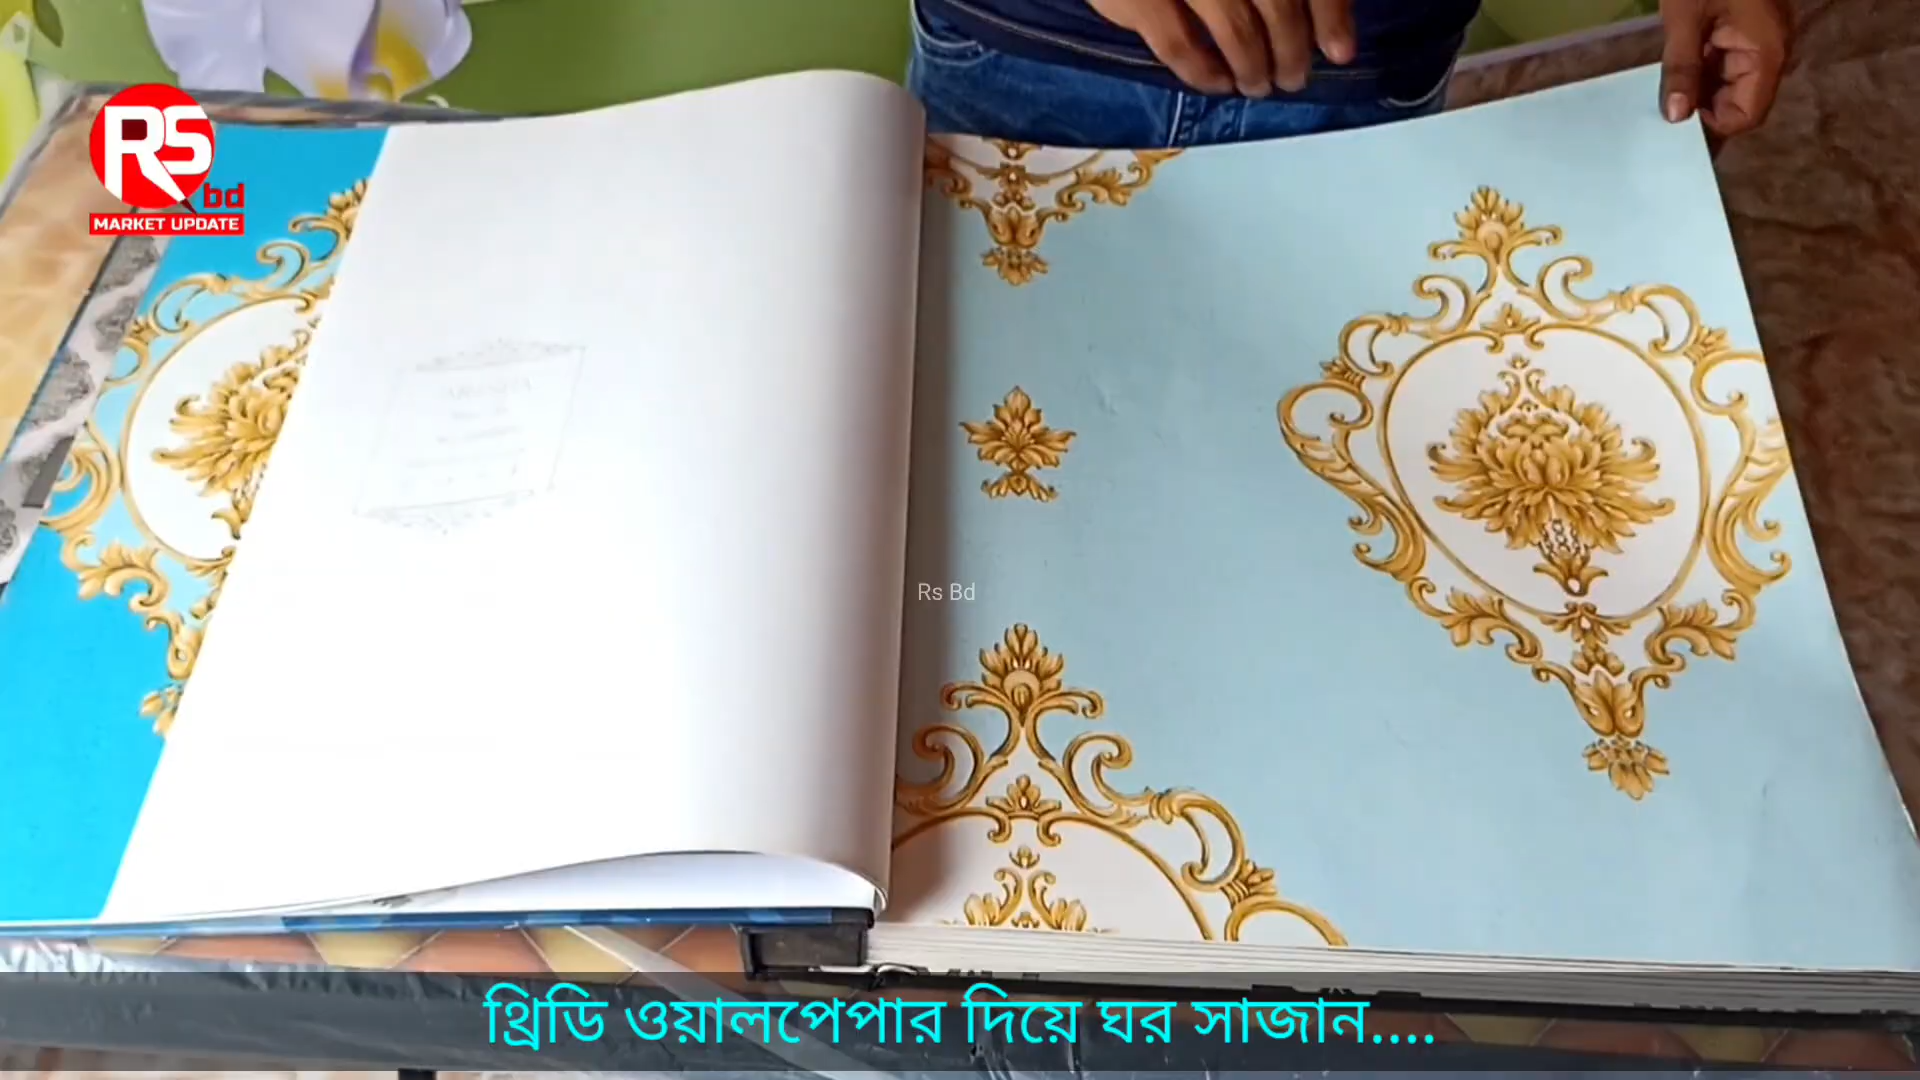 RS
bd
MARKET UPDATE
Rs Bd
থ্রিডি ওয়ালপেপার দিয়ে ঘর সাজান....